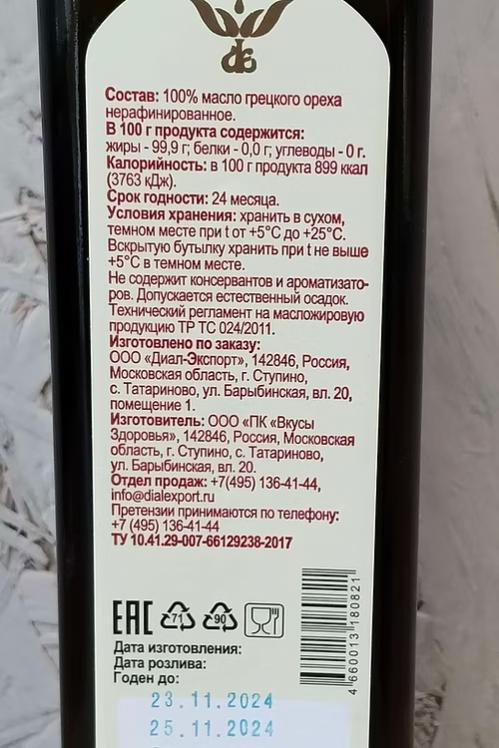 Состав: 100% масло грецкого ореха
нерафинированное.
В 100 г продукта содержится:
жиры - 99,9 г; белки - 0,0 г; углеводы - 0 г.
Калорийность: в 100 г продукта 899 ккал
(3763 кДж).
Срок годности: 24 месяца.
Условия хранения: хранить в сухом,
темном месте при t от +5°С до +25°С.
Вскрытую бутылку хранить при t не выше
+5°С в темном месте.
Не содержит консервантов и ароматизато-
ров. Допускается естественный осадок.
Технический регламент на масложировую
продукцию ТР ТС 024/2011.
Изготовлено по заказу:
ООО «Диал-Экспорт», 142846, Россия,
Московская область, г. Ступино,
с. Татариново, ул. Барыбинская, вл. 20,
помещение 1.
Изготовитель: ООО «ПК «Вкусы
Здоровья», 142846, Россия, Московская
область, г. Ступино, с. Татариново,
ул. Барыбинская, вл. 20.
Отдел продаж: +7(495) 136-41-44,
info@dialexport.ru
Претензии принимаются по телефону:
+7 (495) 136-41-44
ТУ 10.41.29-007-66129238-2017
EAC 71 90
4 660013 180821
Дата изготовления:
Дата розлива:
Годен до:
23.11.2024
25.11.2024